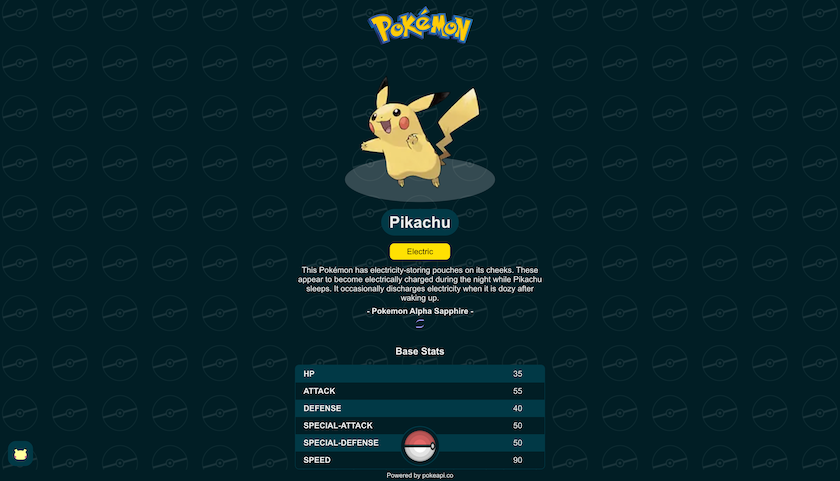 POKéMON
Pikachu
Electric
This Pokémon has electricity-storing pouches on its cheeks. These
appear to become electrically charged during the night while Pikachu
sleeps. It occasionally discharges electricity when it is dozy after
waking up.
- Pokemon Alpha Sapphire -
Base Stats
HP 35
ATTACK 55
DEFENSE 40
SPECIAL-ATTACK 50
SPECIAL-DEFENSE 50
SPEED 90
Powered by pokeapi.co